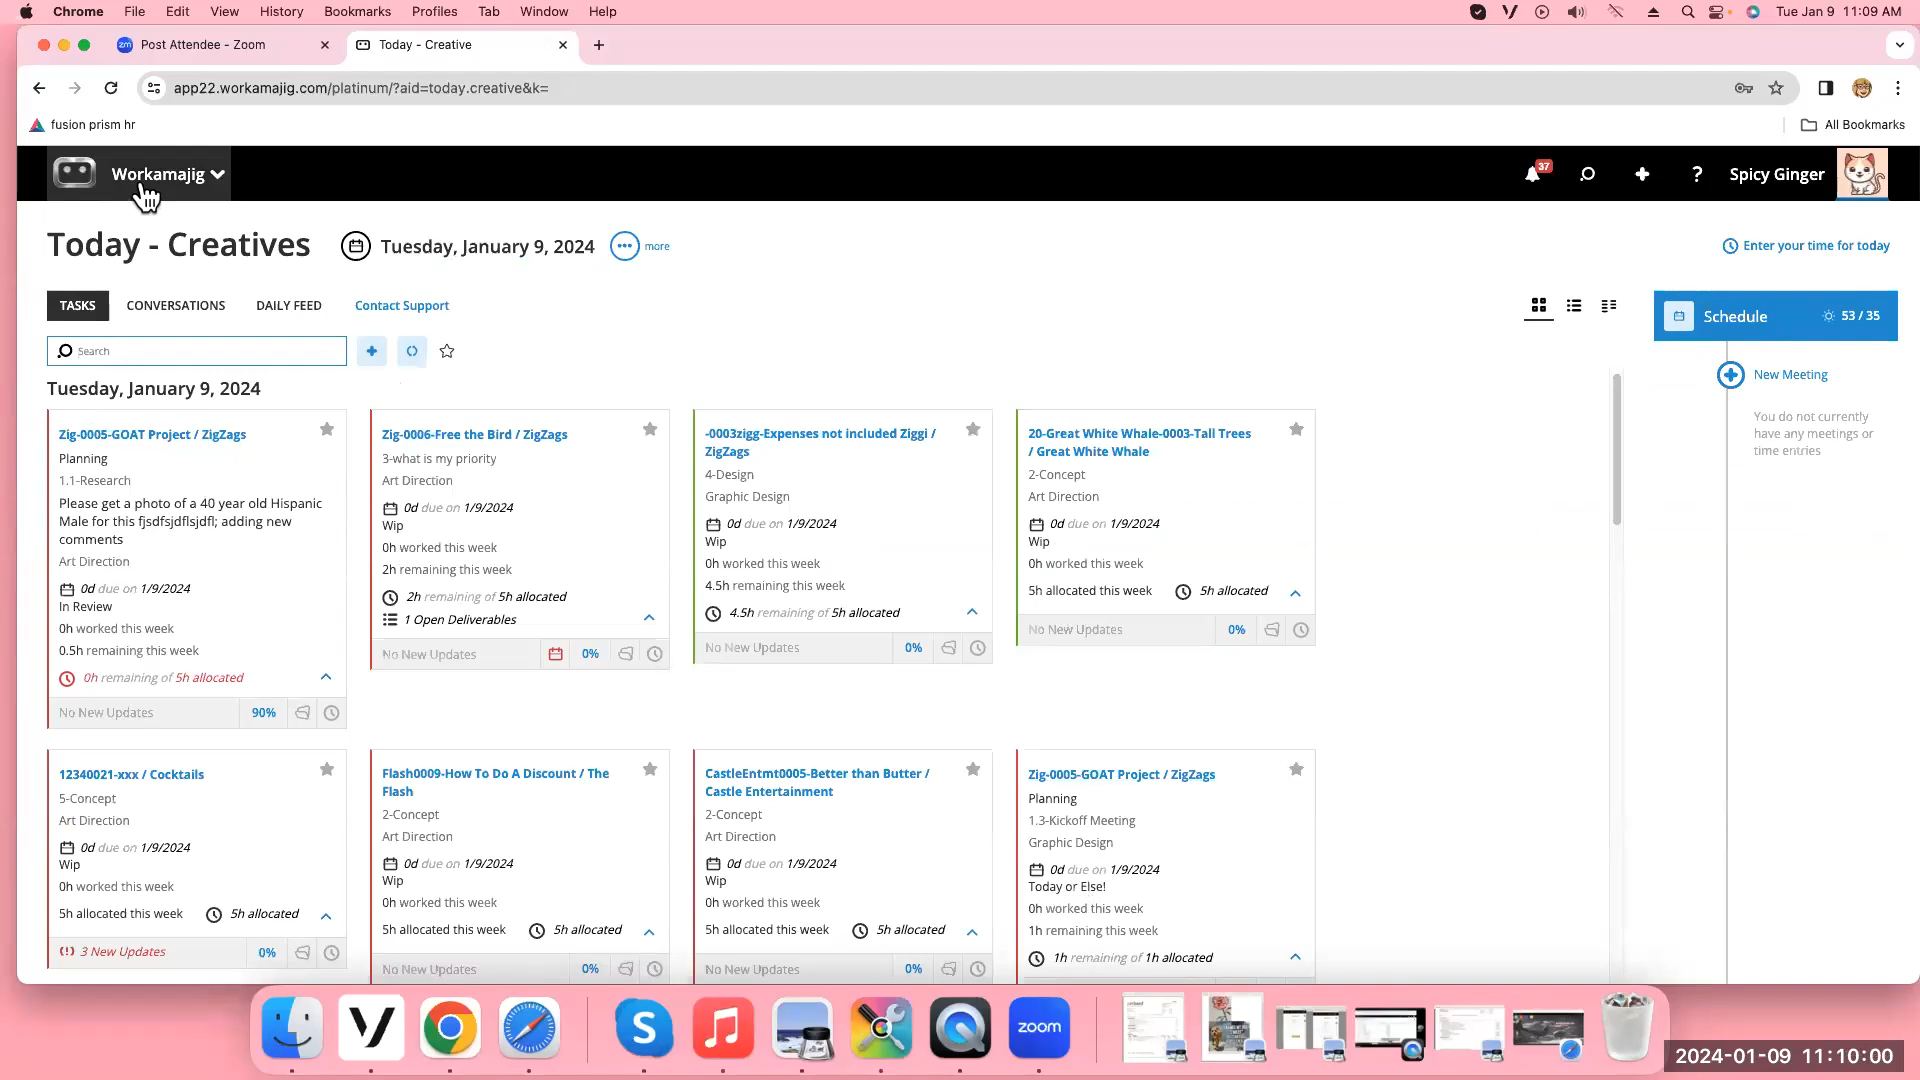 Chrome File Edit View History Bookmarks Profiles Tab Window Help Tue Jan 9 11:09 AM
zm Post Attendee - Zoom Today - Creative
app22.workamajig.com/platinum/?aid=today.creative&k=
fusion prism hr All Bookmarks
Workamajig 37 ? Spicy Ginger
Today - Creatives Tuesday, January 9, 2024 more Enter your time for today
TASKS CONVERSATIONS DAILY FEED Contact Support
Schedule 53 / 35
Search
New Meeting
You do not currently
have any meetings or
time entries
Tuesday, January 9, 2024
Zig-0005-GOAT Project / ZigZags
Planning
1.1-Research
Please get a photo of a 40 year old Hispanic
Male for this fjsdfsjdflsjdfl; adding new
comments
Art Direction
0d due on 1/9/2024
In Review
0h worked this week
0.5h remaining this week
0h remaining of 5h allocated
No New Updates 90%
Zig-0006-Free the Bird / ZigZags
3-what is my priority
Art Direction
0d due on 1/9/2024
Wip
0h worked this week
2h remaining this week
2h remaining of 5h allocated
1 Open Deliverables
No New Updates 0%
-0003zigg-Expenses not included Ziggi /
ZigZags
4-Design
Graphic Design
0d due on 1/9/2024
Wip
0h worked this week
4.5h remaining this week
4.5h remaining of 5h allocated
No New Updates 0%
20-Great White Whale-0003-Tall Trees
/ Great White Whale
2-Concept
Art Direction
0d due on 1/9/2024
Wip
0h worked this week
5h allocated this week 5h allocated
No New Updates 0%
12340021-xxx / Cocktails
5-Concept
Art Direction
0d due on 1/9/2024
Wip
0h worked this week
5h allocated this week 5h allocated
3 New Updates 0%
Flash0009-How To Do A Discount / The
Flash
2-Concept
Art Direction
0d due on 1/9/2024
Wip
0h worked this week
5h allocated this week 5h allocated
No New Updates 0%
CastleEntmt0005-Better than Butter /
Castle Entertainment
2-Concept
Art Direction
0d due on 1/9/2024
Wip
0h worked this week
5h allocated this week 5h allocated
No New Updates 0%
Zig-0005-GOAT Project / ZigZags
Planning
1.3-Kickoff Meeting
Graphic Design
0d due on 1/9/2024
Today or Else!
0h worked this week
1h remaining this week
1h remaining of 1h allocated
zoom
2024-01-09 11:10:00